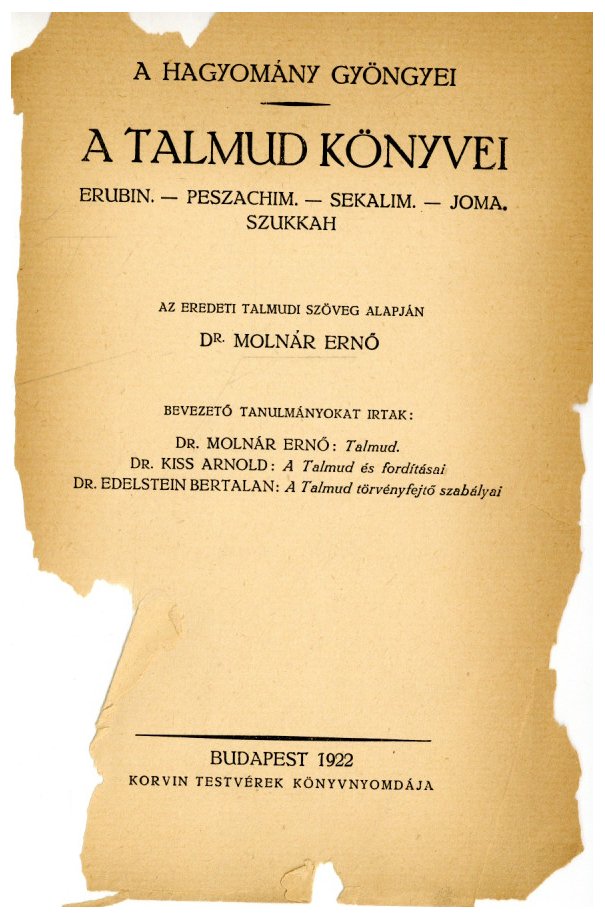 A HAGYOMÁNY GYÖNGYEI
A TALMUD KÖNYVEI
ERUBIN. — PESZACHIM. — SEKALIM. — JOMA.
SZUKKAH
AZ EREDETI TALMUDI SZÖVEG ALAPJÁN
DR. MOLNÁR ERNŐ
BEVEZETŐ TANULMÁNYOKAT IRTAK:
DR. MOLNÁR ERNŐ: Talmud.
DR. KISS ARNOLD: A Talmud és fordításai
DR. EDELSTEIN BERTALAN: A Talmud törvényfejtő szabályai
BUDAPEST 1922
KORVIN TESTVÉREK KÖNYVNYOMDÁJA